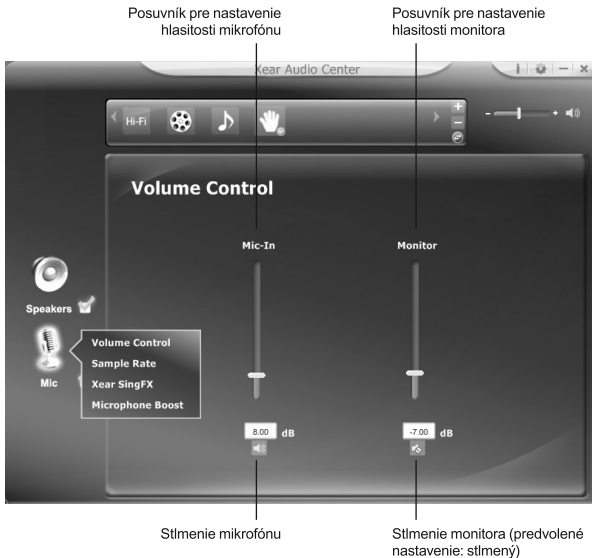 Posuvník pre nastavenie
hlasitosti mikrofónu
Posuvník pre nastavenie
hlasitosti monitora
Xear Audio Center
i
Hi-Fi
Volume Control
Mic-In
Monitor
Speakers
Mic
Volume Control
Sample Rate
Xear SingFX
Microphone Boost
8.00 dB
-7.00 dB
Stlmenie mikrofónu
Stlmenie monitora (predvolené
nastavenie: stlmený)